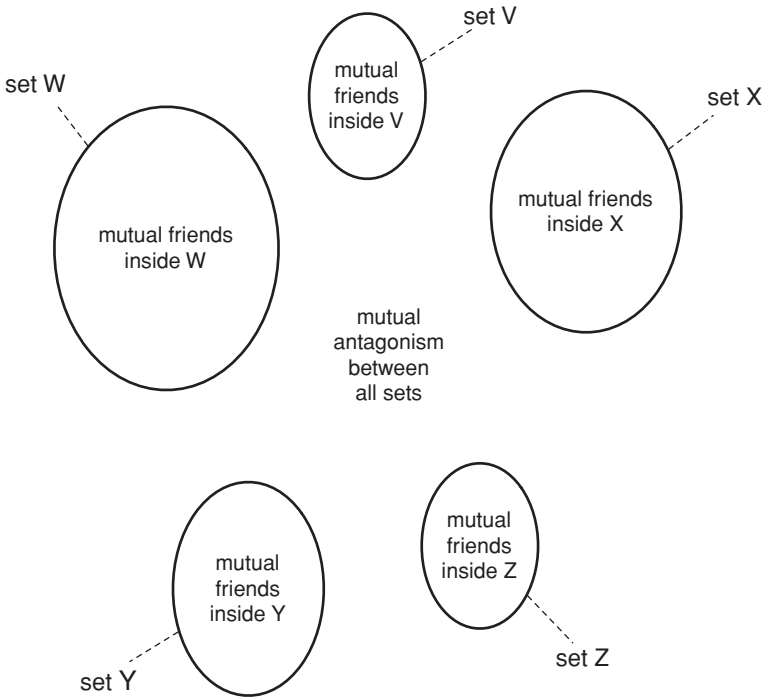 set V
mutual
friends
inside V
set W
set X
mutual friends
inside X
mutual friends
inside W
mutual
antagonism
between
all sets
mutual
friends
inside Z
mutual
friends
inside Y
set Z
set Y